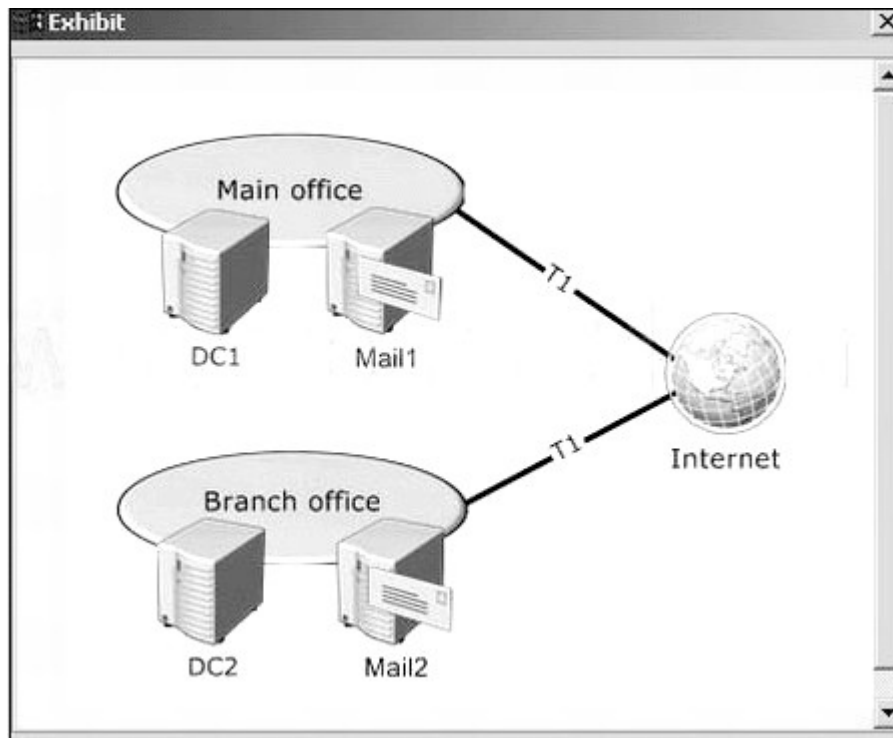 Exhibit
Main office
DC1
Mail1
T1
T1
Internet
Branch office
DC2
Mail2